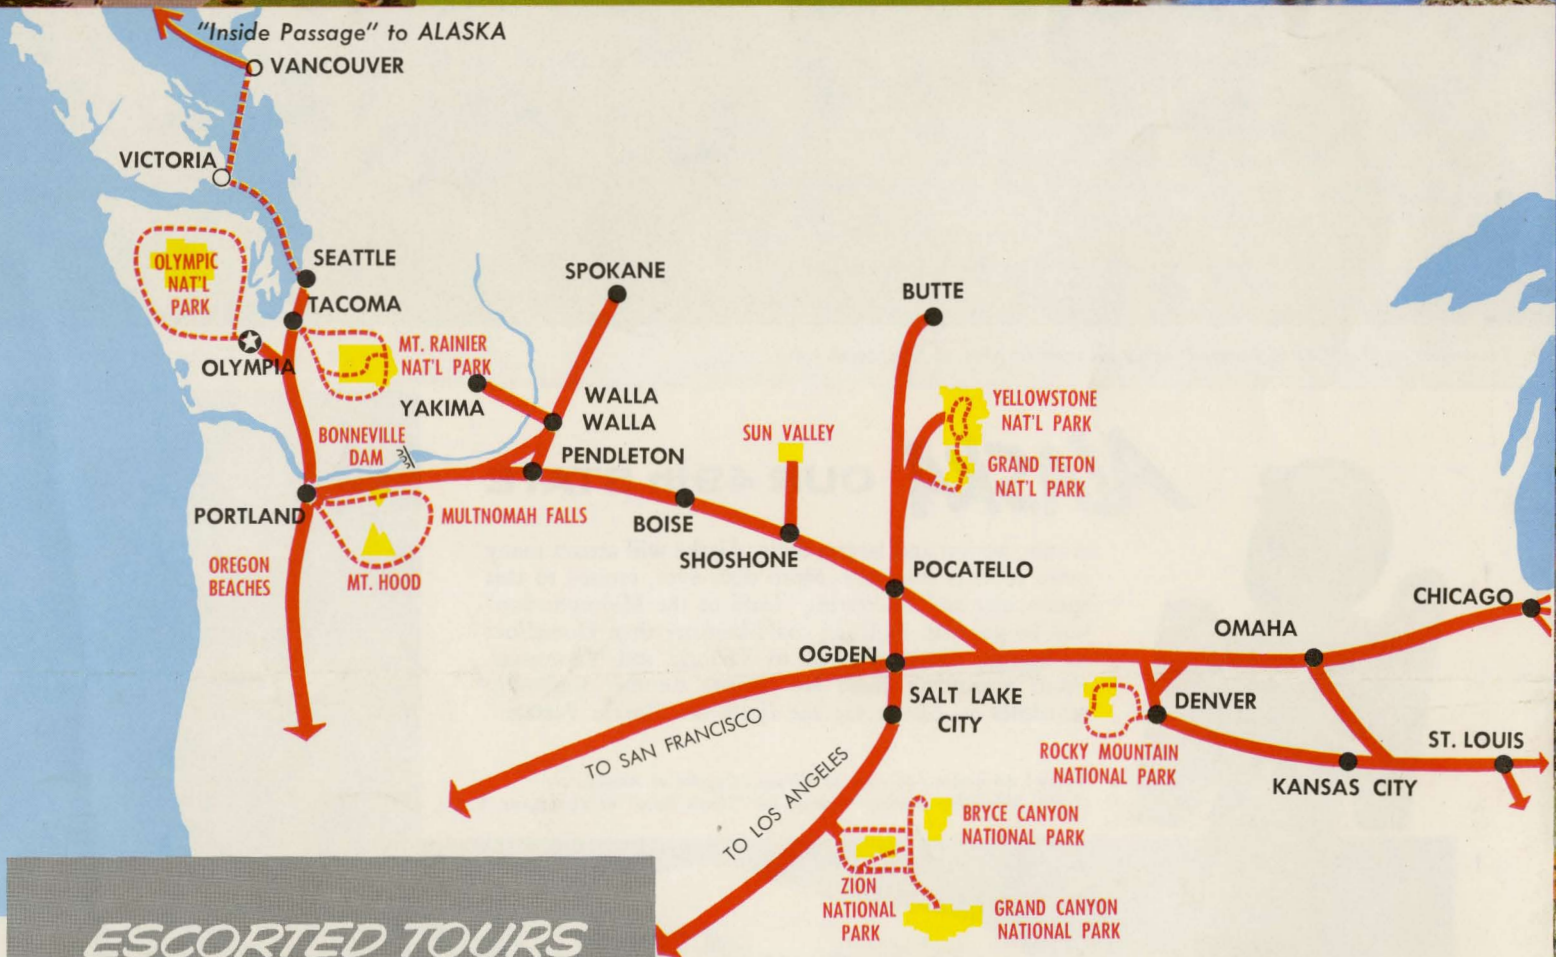 "Inside Passage" to ALASKA
VANCOUVER
VICTORIA
SEATTLE
OLYMPIC
NAT'L
PARK
TACOMA
SPOKANE
BUTTE
OLYMPIA
MT. RAINIER
NAT'L PARK
YAKIMA
WALLA
WALLA
YELLOWSTONE
NAT'L PARK
BONNEVILLE
DAM
PENDLETON
SUN VALLEY
GRAND TETON
NAT'L PARK
PORTLAND
MULTNOMAH FALLS
BOISE
SHOSHONE
OREGON
BEACHES
MT. HOOD
POCATELLO
CHICAGO
OMAHA
OGDEN
SALT LAKE
CITY
DENVER
TO SAN FRANCISCO
ROCKY MOUNTAIN
NATIONAL PARK
ST. LOUIS
KANSAS CITY
TO LOS ANGELES
BRYCE CANYON
NATIONAL PARK
ZION
NATIONAL
PARK
GRAND CANYON
NATIONAL PARK
ESCORTED TOURS